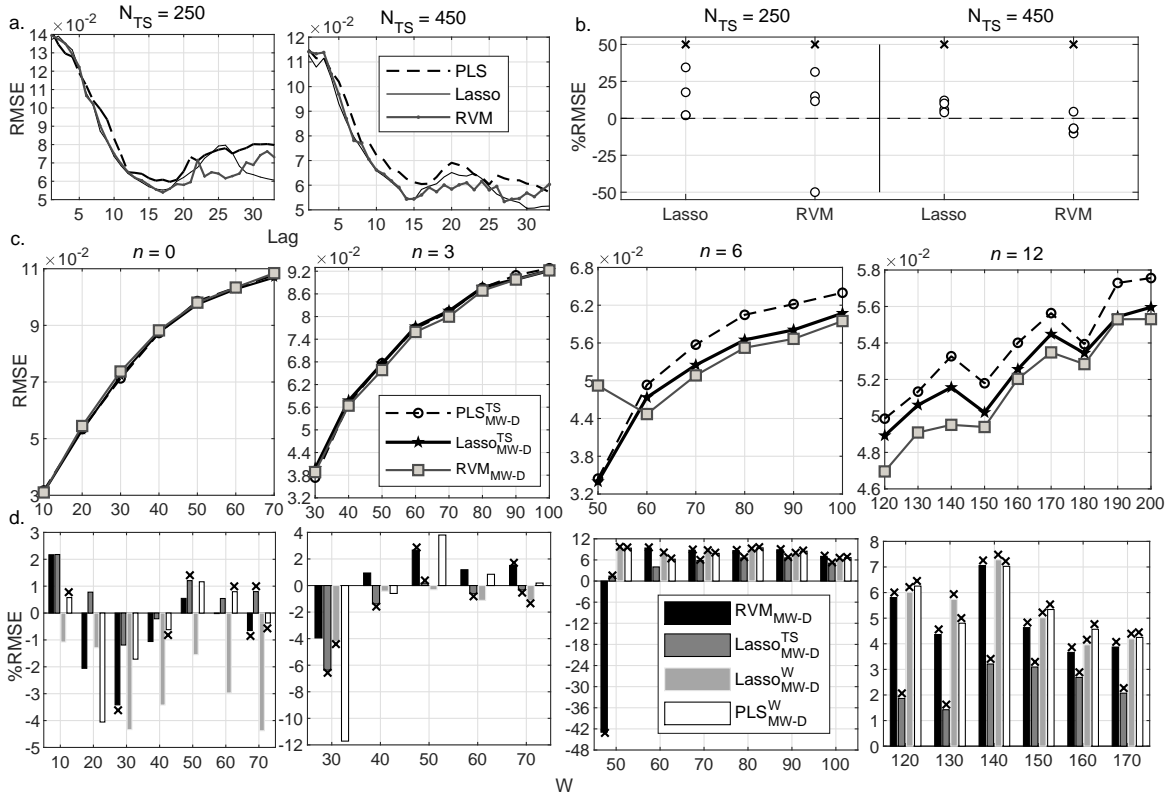 a.
N_TS = 250
N_TS = 450
×10^-2
×10^-2
RMSE
14
13
12
11
10
9
8
7
6
5
5 10 15 20 25 30
12
11
10
9
8
7
6
5
5 10 15 20 25 30
PLS
Lasso
RVM
Lag
b.
N_TS = 250
N_TS = 450
%RMSE
50
25
0
-25
-50
Lasso RVM Lasso RVM
c.
n = 0
×10^-2
RMSE
11
9
7
5
3
10 20 30 40 50 60 70
n = 3
×10^-2
9.2
8.6
8
7.4
6.8
6.2
5.6
5
4.4
3.8
3.2
30 40 50 60 70 80 90 100
PLS^TS_MW-D
Lasso^TS_MW-D
RVM_MW-D
n = 6
×10^-2
6.8
6.2
5.6
5
4.4
3.8
3.2
50 60 70 80 90 100
n = 12
×10^-2
5.8
5.6
5.4
5.2
5
4.8
4.6
120 130 140 150 160 170 180 190 200
d.
%RMSE
3
2
1
0
-1
-2
-3
-4
-5
10 20 30 40 50 60 70
4
2
0
-2
-4
-6
-8
-10
-12
30 40 50 60 70
12
6
0
-6
-12
-18
-24
-30
-36
-42
-48
50 60 70 80 90 100
RVM_MW-D
Lasso^TS_MW-D
Lasso^W_MW-D
PLS^W_MW-D
8
7
6
5
4
3
2
1
0
120 130 140 150 160 170
W